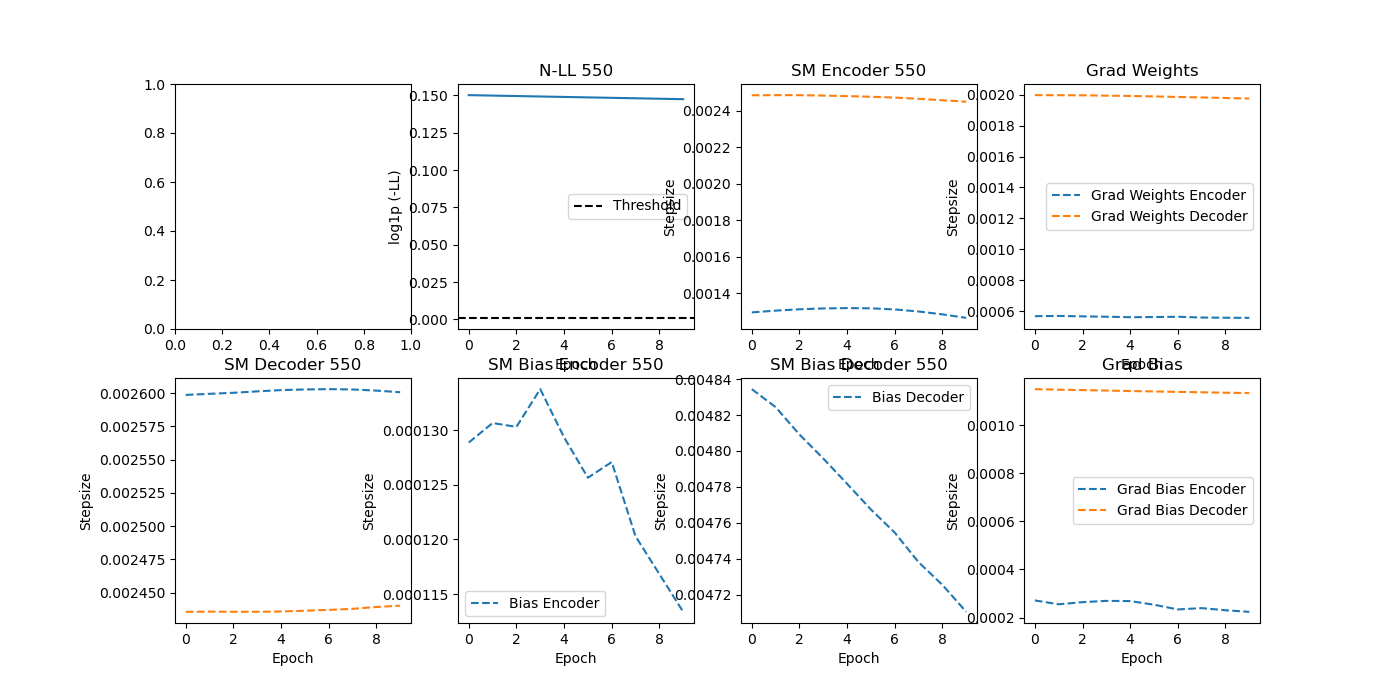 1.0
0.8
0.6
0.4
0.2
0.0
0.0 0.2 0.4 0.6 0.8 1.0
N-LL 550
log1p (-LL)
0.150
0.125
0.100
0.075
0.050
0.025
0.000
Threshold
0 2 4 6 8
Epoch
SM Encoder 550
Stepsize
0.0024
0.0022
0.0020
0.0018
0.0016
0.0014
0 2 4 6 8
Epoch
Grad Weights
Stepsize
0.0020
0.0018
0.0016
0.0014
0.0012
0.0010
0.0008
0.0006
Grad Weights Encoder
Grad Weights Decoder
0 2 4 6 8
Epoch
SM Decoder 550
Stepsize
0.002600
0.002575
0.002550
0.002525
0.002500
0.002475
0.002450
0 2 4 6 8
Epoch
SM Bias Encoder 550
Stepsize
0.000130
0.000125
0.000120
0.000115
Bias Encoder
0 2 4 6 8
Epoch
SM Bias Decoder 550
Stepsize
0.00484
0.00482
0.00480
0.00478
0.00476
0.00474
0.00472
Bias Decoder
0 2 4 6 8
Epoch
Grad Bias
Stepsize
0.0010
0.0008
0.0006
0.0004
0.0002
Grad Bias Encoder
Grad Bias Decoder
0 2 4 6 8
Epoch